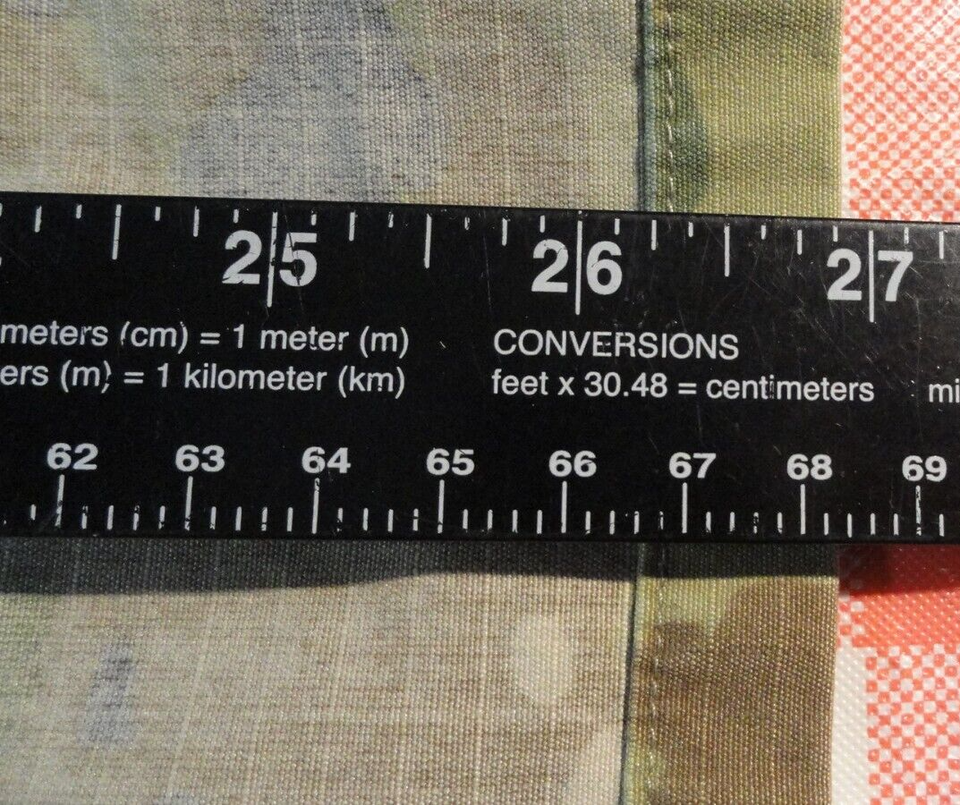 25 26 27
meters (cm) = 1 meter (m) CONVERSIONS
ers (m) = 1 kilometer (km) feet x 30.48 = centimeters mi
62 63 64 65 66 67 68 69